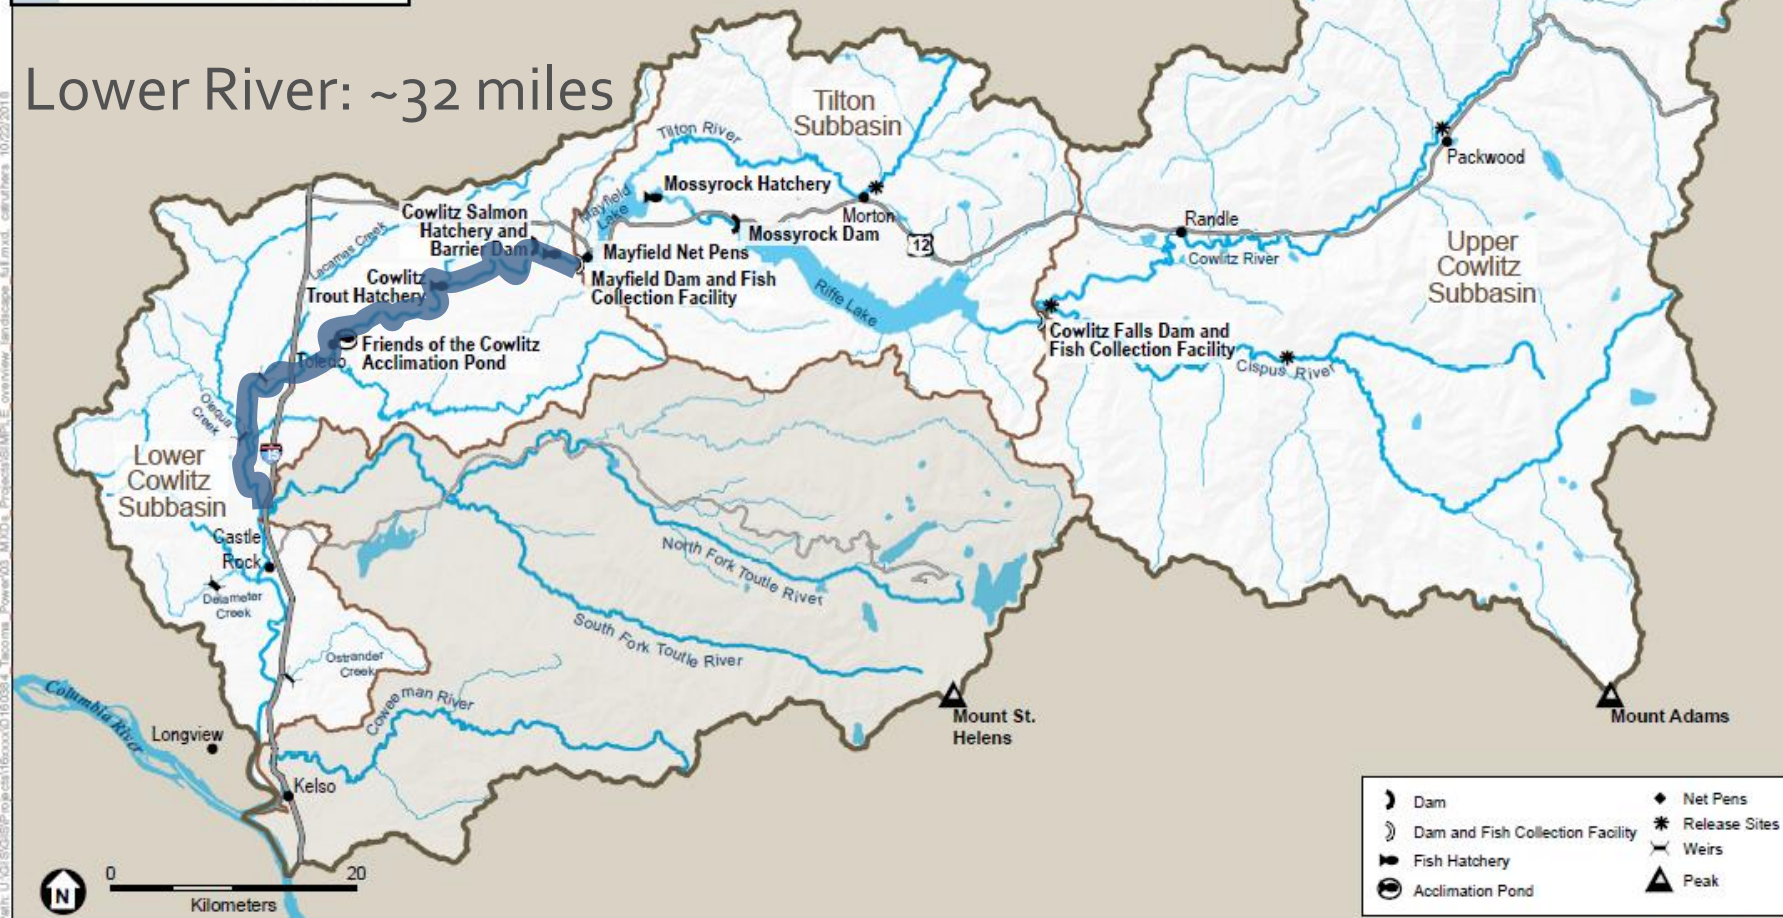 Lower River: ~32 miles
Tilton
Subbasin
Tilton River
Packwood
Mossyrock Hatchery
Mayfield
Lake
Cowlitz Salmon
Hatchery and
Barrier Dam
Morton
Mossyrock Dam
12
Randle
Cowlitz River
Upper
Cowlitz
Subbasin
Lacamas Creek
Mayfield Net Pens
Mayfield Dam and Fish
Collection Facility
Cowlitz
Trout Hatchery
Riffe Lake
Cowlitz Falls Dam and
Fish Collection Facility
Cispus River
Friends of the Cowlitz
Acclimation Pond
Toledo
Olequa
Creek
Lower
Cowlitz
Subbasin
Castle
Rock
North Fork Toutle River
Delameter
Creek
South Fork Toutle River
Ostrander
Creek
Coweeman River
Columbia River
Longview
Mount St.
Helens
Mount Adams
Kelso
N
0 20
Kilometers
Dam
Dam and Fish Collection Facility
Fish Hatchery
Acclimation Pond
Net Pens
Release Sites
Weirs
Peak